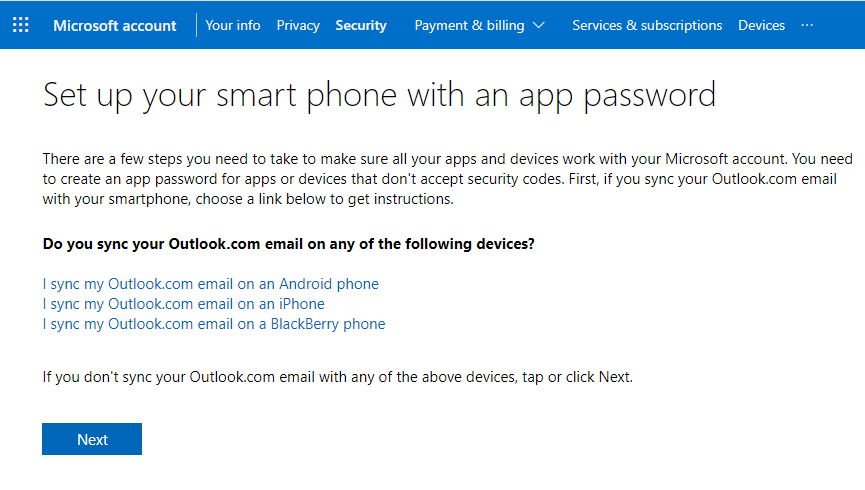 Microsoft account Your info Privacy Security Payment & billing Services & subscriptions Devices ...
Set up your smart phone with an app password
There are a few steps you need to take to make sure all your apps and devices work with your Microsoft account. You need
to create an app password for apps or devices that don't accept security codes. First, if you sync your Outlook.com email
with your smartphone, choose a link below to get instructions.
Do you sync your Outlook.com email on any of the following devices?
I sync my Outlook.com email on an Android phone
I sync my Outlook.com email on an iPhone
I sync my Outlook.com email on a BlackBerry phone
If you don't sync your Outlook.com email with any of the above devices, tap or click Next.
Next